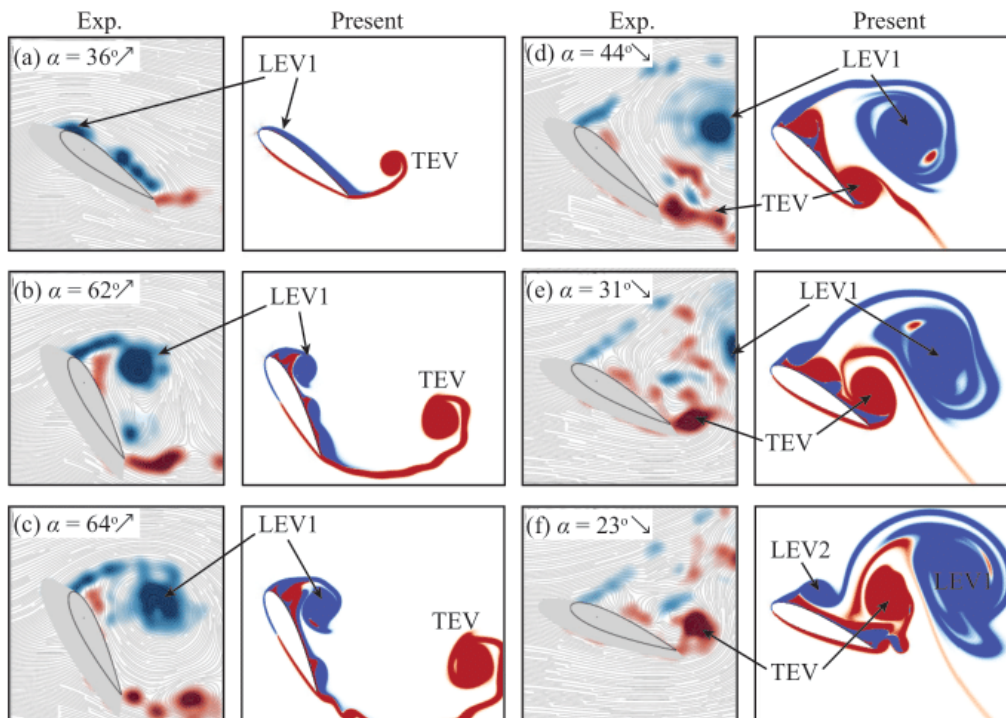 Exp. Present Exp. Present
(a) α = 36°↗
LEV1
TEV
(b) α = 62°↗
LEV1
TEV
(c) α = 64°↗
LEV1
TEV
(d) α = 44°↘
LEV1
TEV
(e) α = 31°↘
LEV1
TEV
(f) α = 23°↘
LEV2
LEV1
TEV